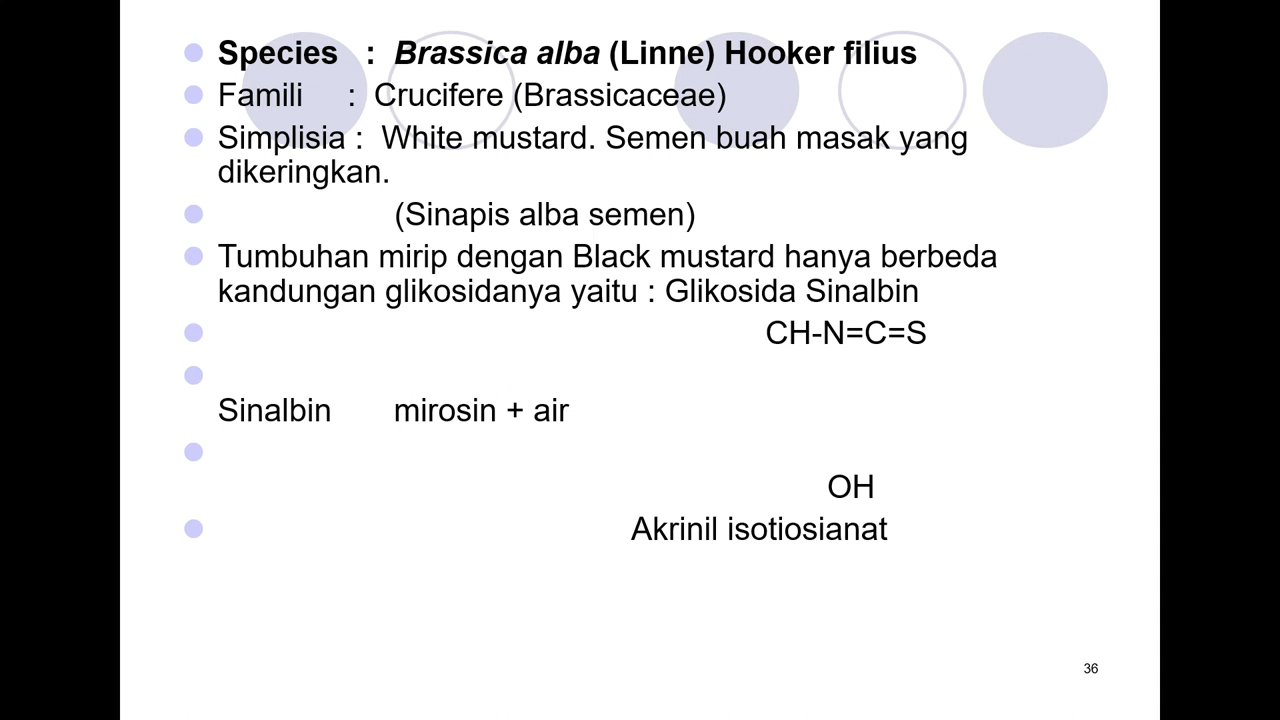 Species : Brassica alba (Linne) Hooker filius
Famili : Crucifere (Brassicaceae)
Simplisia : White mustard. Semen buah masak yang
dikeringkan.
(Sinapis alba semen)
Tumbuhan mirip dengan Black mustard hanya berbeda
kandungan glikosidanya yaitu : Glikosida Sinalbin
CH-N=C=S
Sinalbin mirosin + air
OH
Akrinil isotiosianat
36